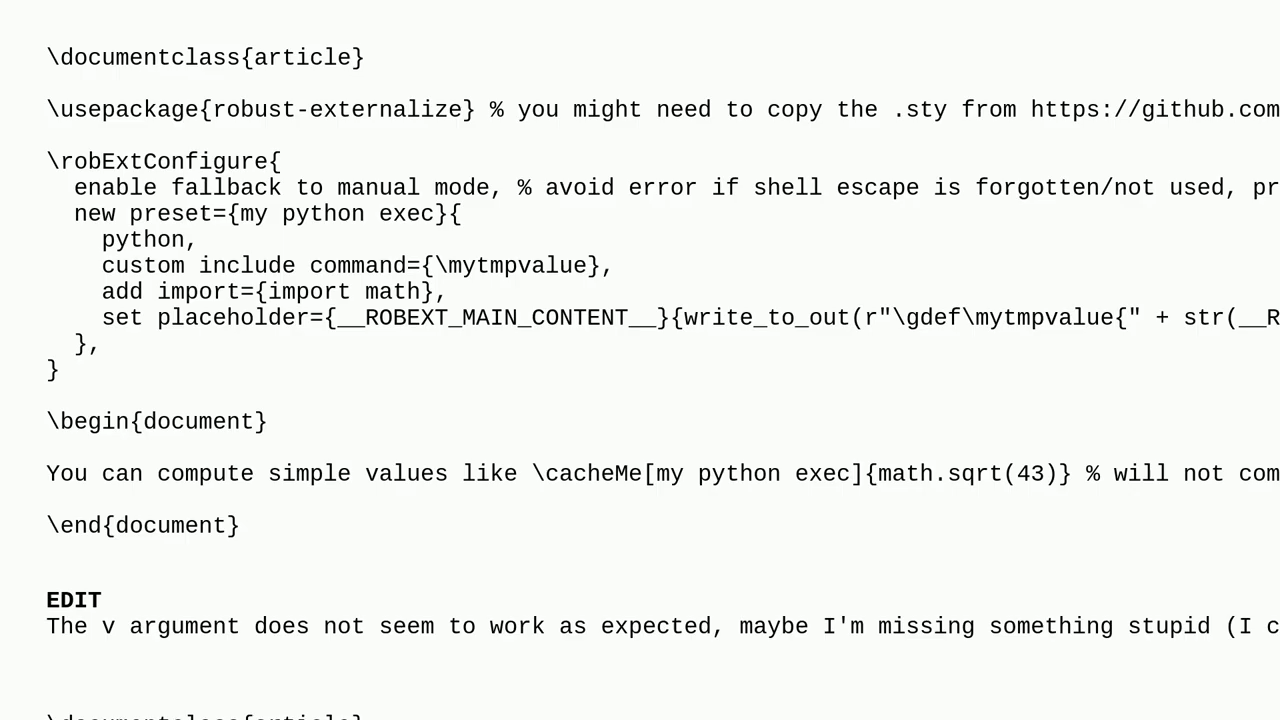 \documentclass{article}
\usepackage{robust-externalize} % you might need to copy the .sty from https://github.com
\robExtConfigure{
  enable fallback to manual mode, % avoid error if shell escape is forgotten/not used, pr
  new preset={my python exec}{
    python,
    custom include command={\mytmpvalue},
    add import={import math},
    set placeholder={__ROBEXT_MAIN_CONTENT__}{write_to_out(r"\gdef\mytmpvalue{" + str(__R
  },
}
\begin{document}
You can compute simple values like \cacheMe[my python exec]{math.sqrt(43)} % will not com
\end{document}
EDIT
The v argument does not seem to work as expected, maybe I'm missing something stupid (I c
\documentclass{article}